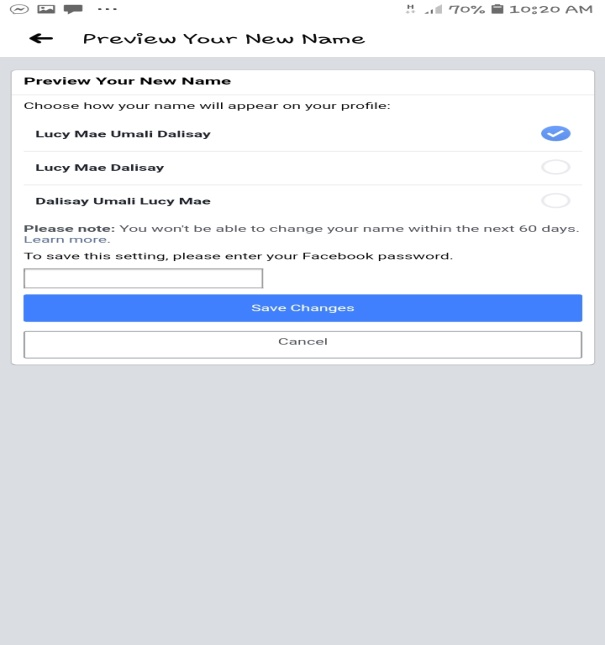 70% 10:20 AM
Preview Your New Name
Preview Your New Name
Choose how your name will appear on your profile:
Lucy Mae Umali Dalisay
Lucy Mae Dalisay
Dalisay Umali Lucy Mae
Please note: You won't be able to change your name within the next 60 days.
Learn more.
To save this setting, please enter your Facebook password.
Save Changes
Cancel